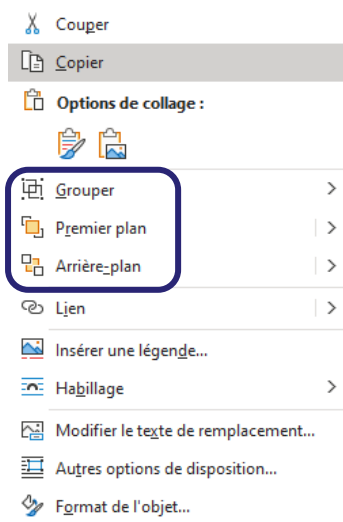 Couper
Copier
Options de collage :
Grouper
Premier plan
Arrière-plan
Lien
Insérer une légende...
Habillage
Modifier le texte de remplacement...
Autres options de disposition...
Format de l'objet...